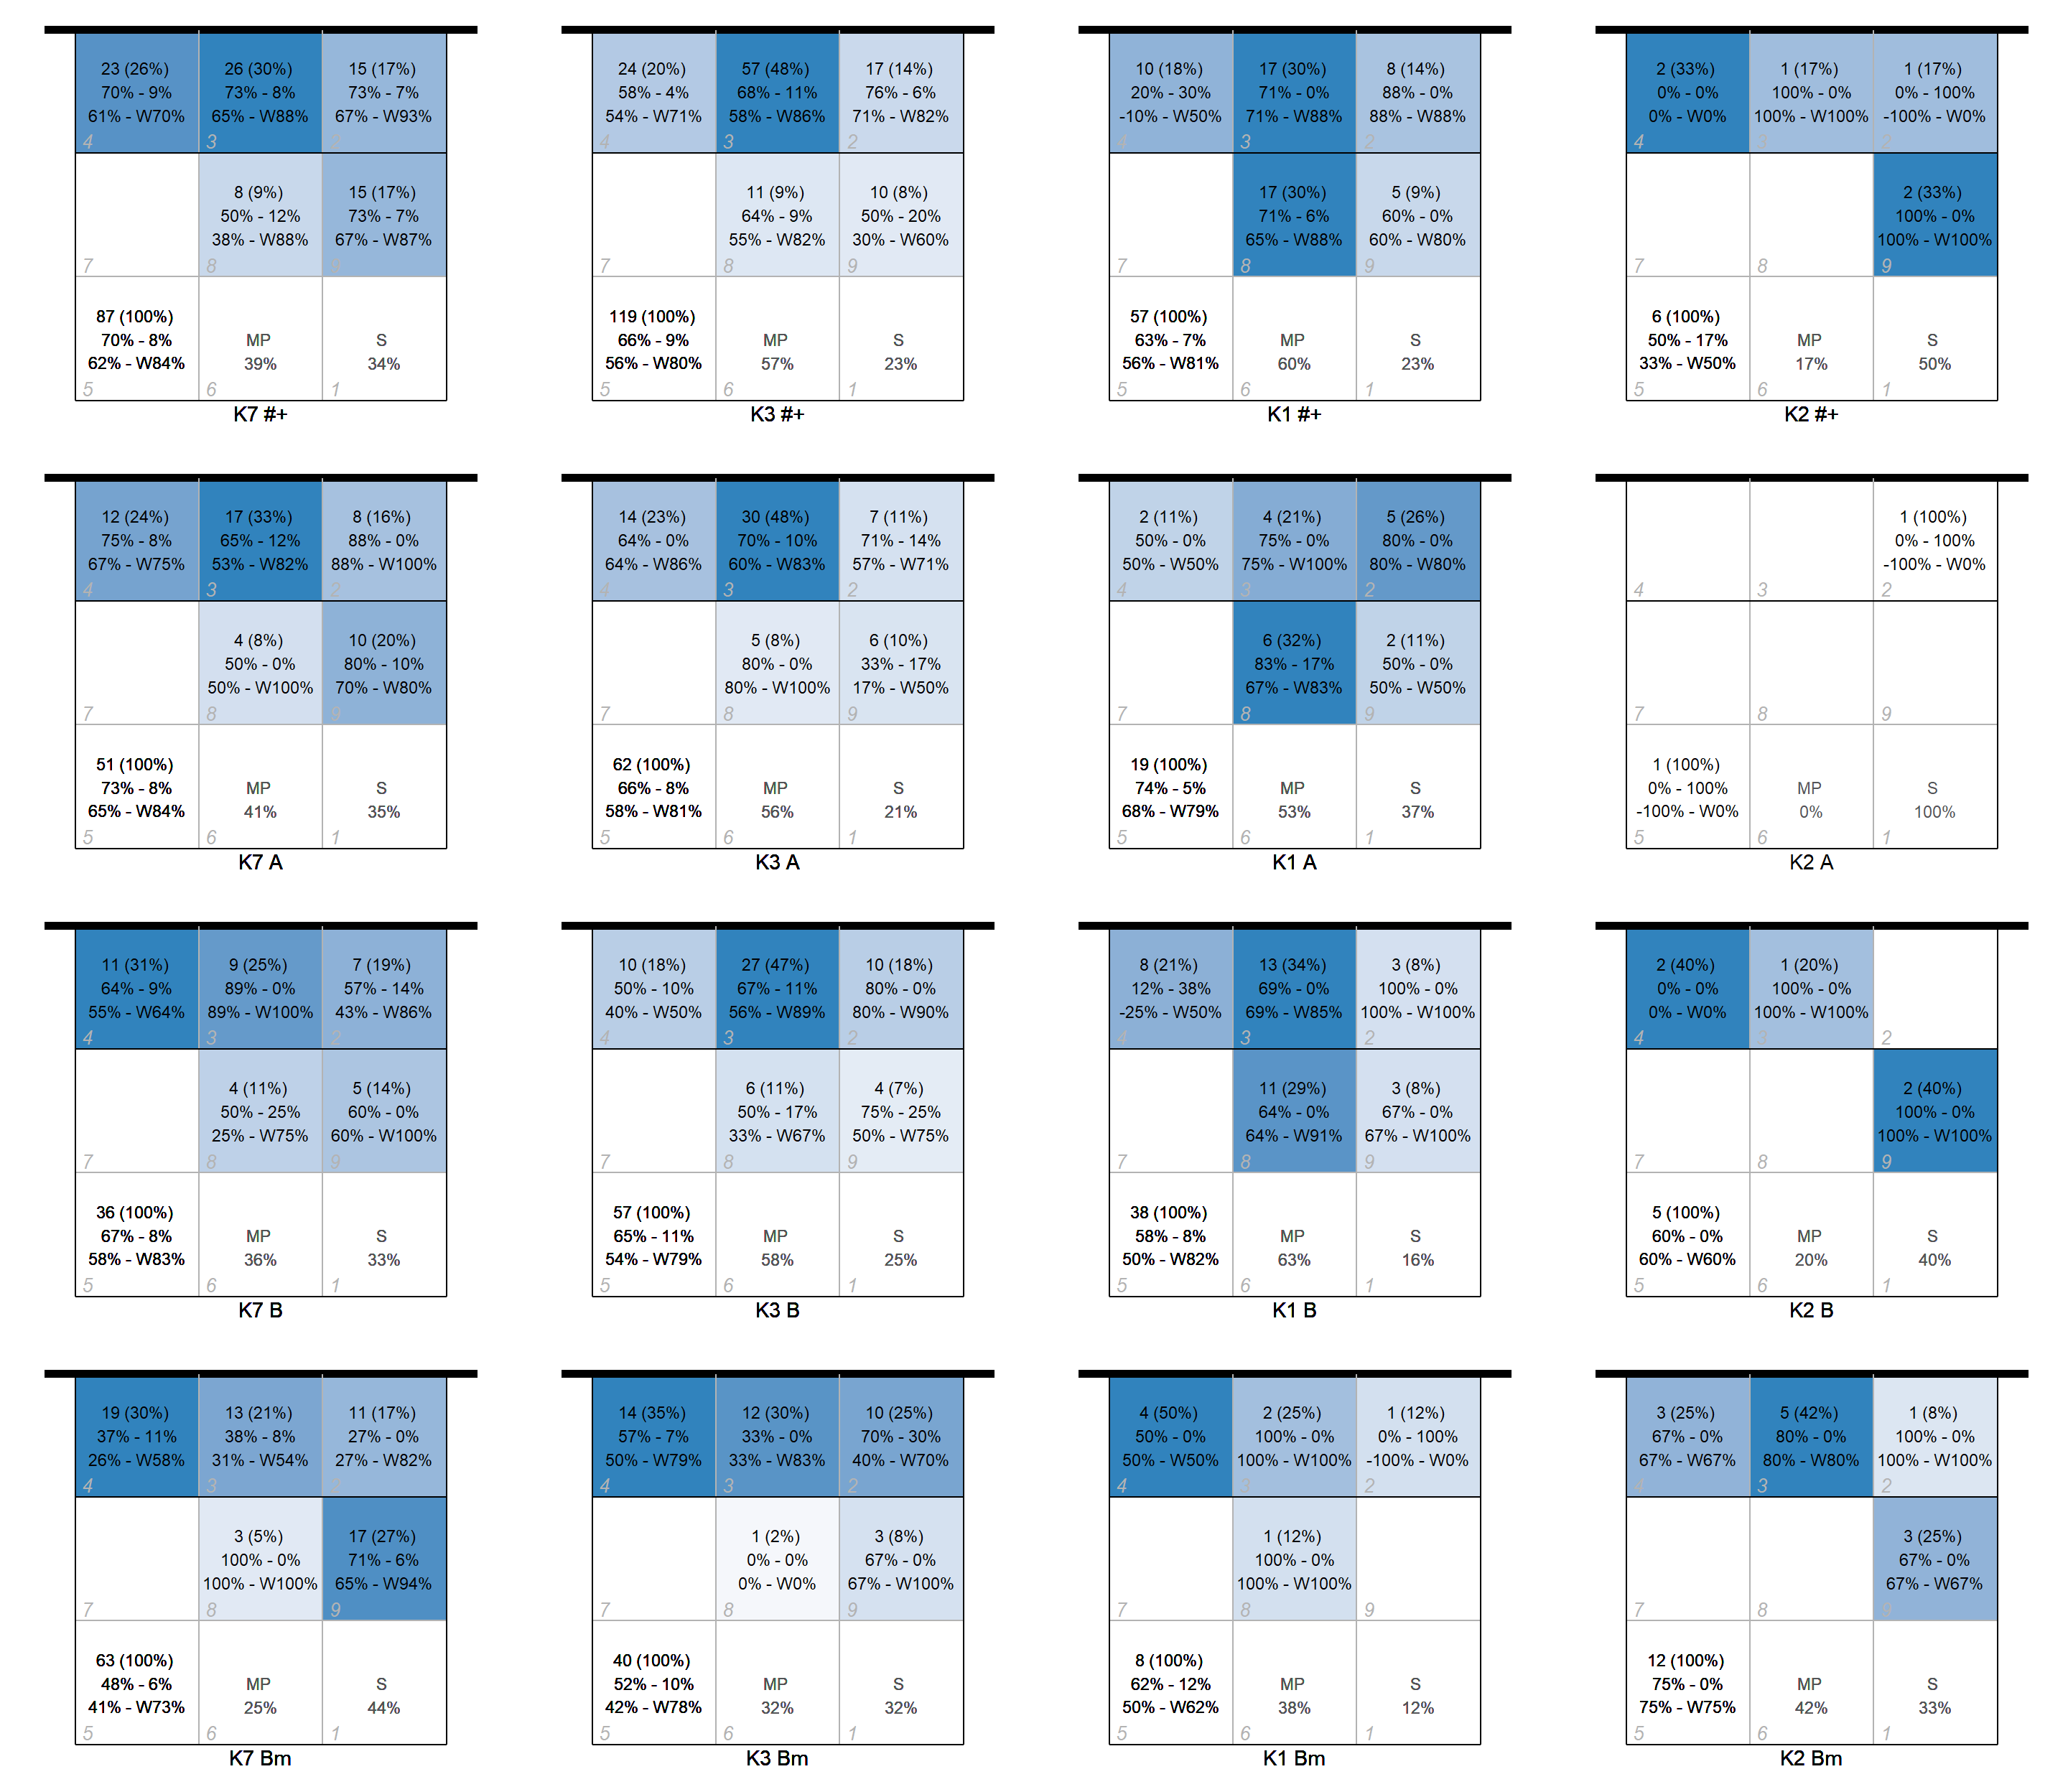 23 (26%)
70% - 9%
61% - W70%
4
26 (30%)
73% - 8%
65% - W88%
3
15 (17%)
73% - 7%
67% - W93%
2
7
8 (9%)
50% - 12%
38% - W88%
8
15 (17%)
73% - 7%
67% - W87%
9
87 (100%)
70% - 8%
62% - W84%
5
MP
39%
6
S
34%
1
K7 #+
24 (20%)
58% - 4%
54% - W71%
4
57 (48%)
68% - 11%
58% - W86%
3
17 (14%)
76% - 6%
71% - W82%
2
7
11 (9%)
64% - 9%
55% - W82%
8
10 (8%)
50% - 20%
30% - W60%
9
119 (100%)
66% - 9%
56% - W80%
5
MP
57%
6
S
23%
1
K3 #+
10 (18%)
20% - 30%
-10% - W50%
4
17 (30%)
71% - 0%
71% - W88%
3
8 (14%)
88% - 0%
88% - W88%
2
7
17 (30%)
71% - 6%
65% - W88%
8
5 (9%)
60% - 0%
60% - W80%
9
57 (100%)
63% - 7%
56% - W81%
5
MP
60%
6
S
23%
1
K1 #+
2 (33%)
0% - 0%
0% - W0%
4
1 (17%)
100% - 0%
100% - W100%
3
1 (17%)
0% - 100%
-100% - W0%
2
7
8
2 (33%)
100% - 0%
100% - W100%
9
6 (100%)
50% - 17%
33% - W50%
5
MP
17%
6
S
50%
1
K2 #+
12 (24%)
75% - 8%
67% - W75%
4
17 (33%)
65% - 12%
53% - W82%
3
8 (16%)
88% - 0%
88% - W100%
2
7
4 (8%)
50% - 0%
50% - W100%
8
10 (20%)
80% - 10%
70% - W80%
9
51 (100%)
73% - 8%
65% - W84%
5
MP
41%
6
S
35%
1
K7 A
14 (23%)
64% - 0%
64% - W86%
4
30 (48%)
70% - 10%
60% - W83%
3
7 (11%)
71% - 14%
57% - W71%
2
7
5 (8%)
80% - 0%
80% - W100%
8
6 (10%)
33% - 17%
17% - W50%
9
62 (100%)
66% - 8%
58% - W81%
5
MP
56%
6
S
21%
1
K3 A
2 (11%)
50% - 0%
50% - W50%
4
4 (21%)
75% - 0%
75% - W100%
3
5 (26%)
80% - 0%
80% - W80%
2
7
6 (32%)
83% - 17%
67% - W83%
8
2 (11%)
50% - 0%
50% - W50%
9
19 (100%)
74% - 5%
68% - W79%
5
MP
53%
6
S
37%
1
K1 A
4
3
1 (100%)
0% - 100%
-100% - W0%
2
7
8
9
1 (100%)
0% - 100%
-100% - W0%
5
MP
0%
6
S
100%
1
K2 A
11 (31%)
64% - 9%
55% - W64%
4
9 (25%)
89% - 0%
89% - W100%
3
7 (19%)
57% - 14%
43% - W86%
2
7
4 (11%)
50% - 25%
25% - W75%
8
5 (14%)
60% - 0%
60% - W100%
9
36 (100%)
67% - 8%
58% - W83%
5
MP
36%
6
S
33%
1
K7 B
10 (18%)
50% - 10%
40% - W50%
4
27 (47%)
67% - 11%
56% - W89%
3
10 (18%)
80% - 0%
80% - W90%
2
7
6 (11%)
50% - 17%
33% - W67%
8
4 (7%)
75% - 25%
50% - W75%
9
57 (100%)
65% - 11%
54% - W79%
5
MP
58%
6
S
25%
1
K3 B
8 (21%)
12% - 38%
-25% - W50%
4
13 (34%)
69% - 0%
69% - W85%
3
3 (8%)
100% - 0%
100% - W100%
2
7
11 (29%)
64% - 0%
64% - W91%
8
3 (8%)
67% - 0%
67% - W100%
9
38 (100%)
58% - 8%
50% - W82%
5
MP
63%
6
S
16%
1
K1 B
2 (40%)
0% - 0%
0% - W0%
4
1 (20%)
100% - 0%
100% - W100%
3
2
7
8
2 (40%)
100% - 0%
100% - W100%
9
5 (100%)
60% - 0%
60% - W60%
5
MP
20%
6
S
40%
1
K2 B
19 (30%)
37% - 11%
26% - W58%
4
13 (21%)
38% - 8%
31% - W54%
3
11 (17%)
27% - 0%
27% - W82%
2
7
3 (5%)
100% - 0%
100% - W100%
8
17 (27%)
71% - 6%
65% - W94%
9
63 (100%)
48% - 6%
41% - W73%
5
MP
25%
6
S
44%
1
K7 Bm
14 (35%)
57% - 7%
50% - W79%
4
12 (30%)
33% - 0%
33% - W83%
3
10 (25%)
70% - 30%
40% - W70%
2
7
1 (2%)
0% - 0%
0% - W0%
8
3 (8%)
67% - 0%
67% - W100%
9
40 (100%)
52% - 10%
42% - W78%
5
MP
32%
6
S
32%
1
K3 Bm
4 (50%)
50% - 0%
50% - W50%
4
2 (25%)
100% - 0%
100% - W100%
3
1 (12%)
0% - 100%
-100% - W0%
2
7
1 (12%)
100% - 0%
100% - W100%
8
9
8 (100%)
62% - 12%
50% - W62%
5
MP
38%
6
S
12%
1
K1 Bm
3 (25%)
67% - 0%
67% - W67%
4
5 (42%)
80% - 0%
80% - W80%
3
1 (8%)
100% - 0%
100% - W100%
2
7
8
3 (25%)
67% - 0%
67% - W67%
9
12 (100%)
75% - 0%
75% - W75%
5
MP
42%
6
S
33%
1
K2 Bm